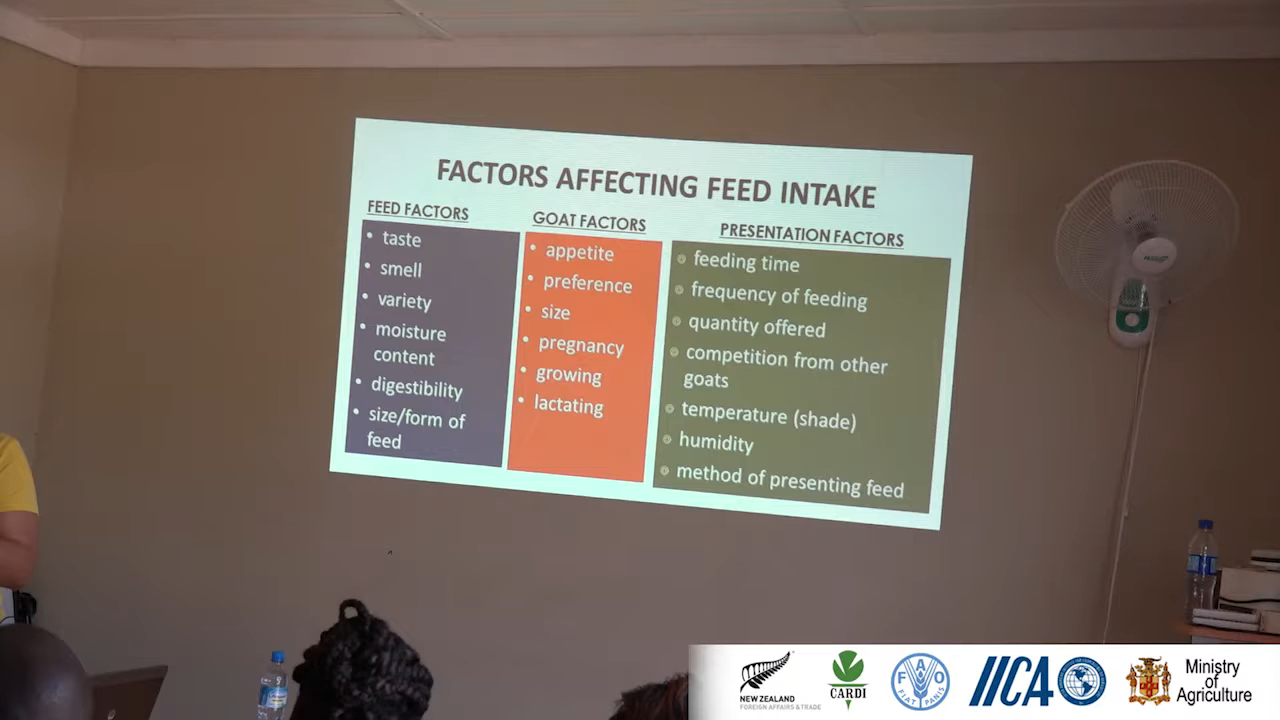 FACTORS AFFECTING FEED INTAKE
FEED FACTORS
taste
smell
variety
moisture
content
digestibility
size/form of
feed
GOAT FACTORS
appetite
preference
size
pregnancy
growing
lactating
PRESENTATION FACTORS
feeding time
frequency of feeding
quantity offered
competition from other
goats
temperature (shade)
humidity
method of presenting feed
NEW ZEALAND
FOREIGN AFFAIRS & TRADE
CARDI
FAO
FIAT PANIS
IICA
Ministry
of
Agriculture